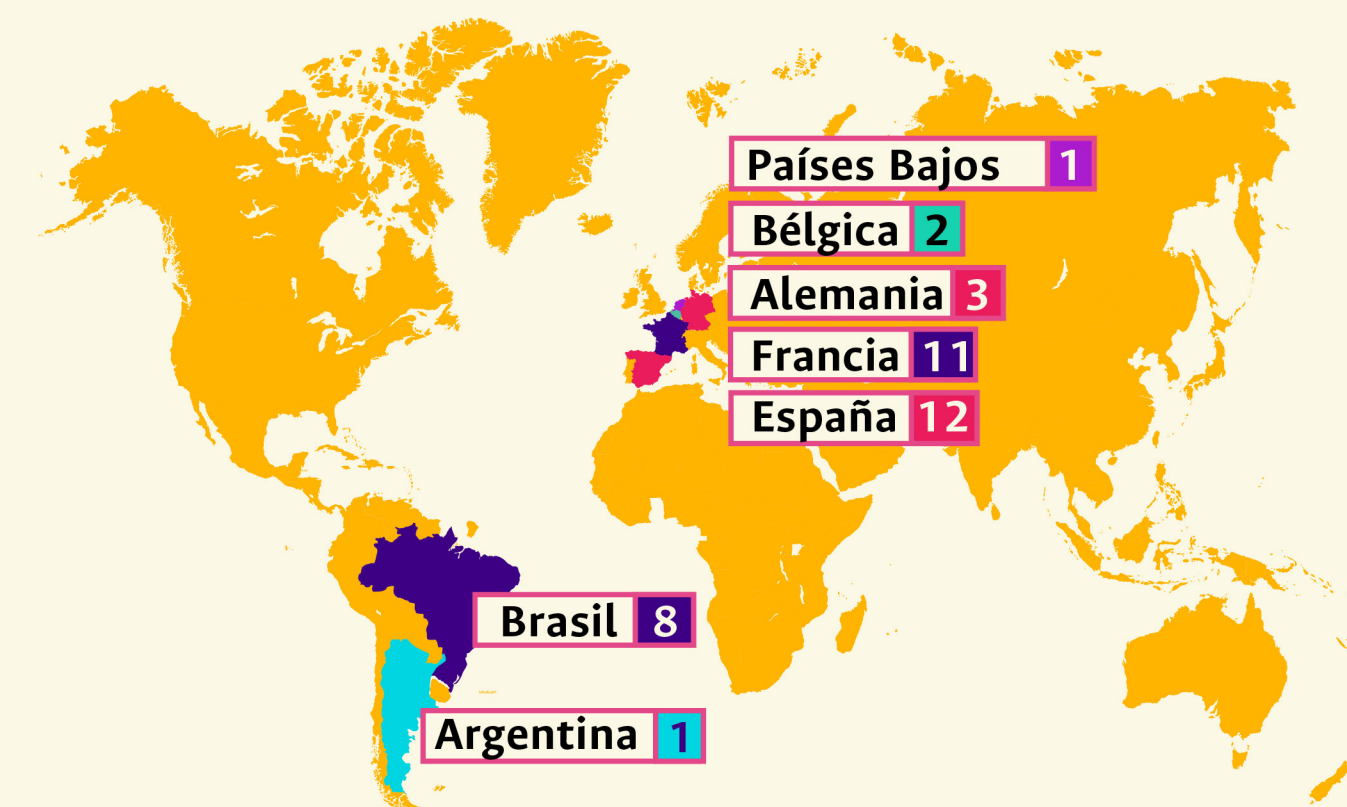 Países Bajos 1
Bélgica 2
Alemania 3
Francia 11
España 12
Brasil 8
Argentina 1